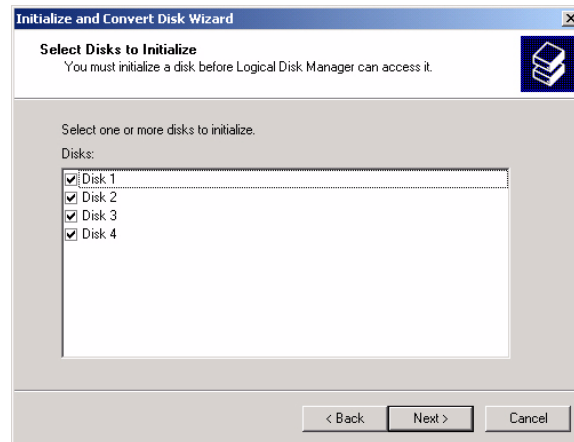 Initialize and Convert Disk Wizard
Select Disks to Initialize
You must initialize a disk before Logical Disk Manager can access it.
Select one or more disks to initialize.
Disks:
Disk 1
Disk 2
Disk 3
Disk 4
< Back
Next >
Cancel